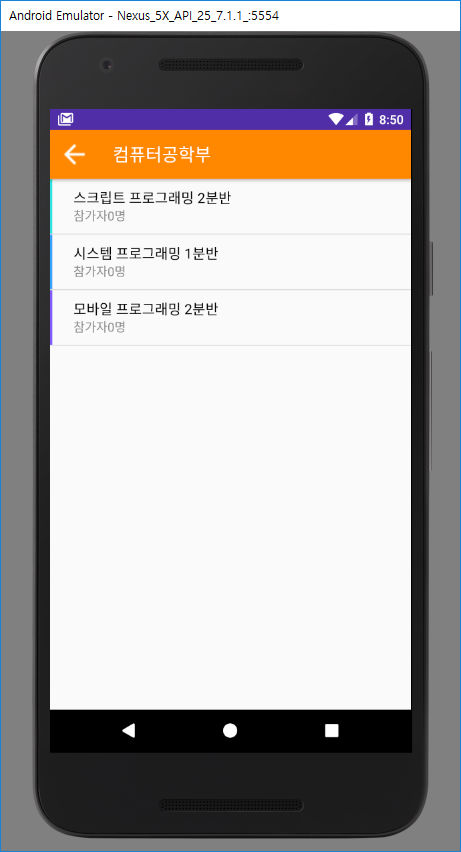 Android Emulator - Nexus_5X_API_25_7.1.1_:5554
8:50
컴퓨터공학부
스크립트 프로그래밍 2분반
참가자0명
시스템 프로그래밍 1분반
참가자0명
모바일 프로그래밍 2분반
참가자0명